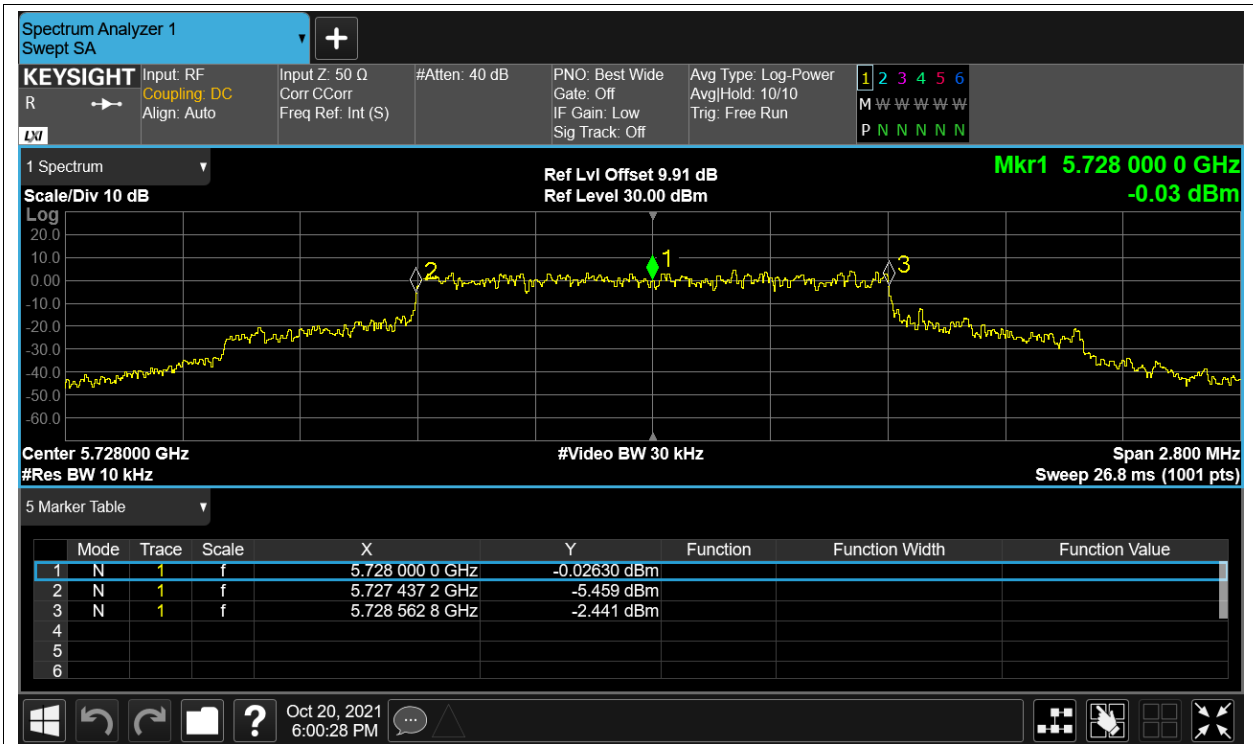 Spectrum Analyzer 1
Swept SA
KEYSIGHT
R
LXI
Input: RF
Coupling: DC
Align: Auto
Input Z: 50 Ω
Corr CCorr
Freq Ref: Int (S)
#Atten: 40 dB
PNO: Best Wide
Gate: Off
IF Gain: Low
Sig Track: Off
Avg Type: Log-Power
Avg|Hold: 10/10
Trig: Free Run
1 2 3 4 5 6
M W W W W W
P N N N N N
1 Spectrum
Scale/Div 10 dB
Ref Lvl Offset 9.91 dB
Ref Level 30.00 dBm
Mkr1 5.728 000 0 GHz
-0.03 dBm
Log
20.0
10.0
0.00
-10.0
-20.0
-30.0
-40.0
-50.0
-60.0
2
1
3
Center 5.728000 GHz
#Video BW 30 kHz
Span 2.800 MHz
#Res BW 10 kHz
Sweep 26.8 ms (1001 pts)
5 Marker Table
Mode Trace Scale X Y Function Function Width Function Value
1 N 1 f 5.728 000 0 GHz -0.02630 dBm
2 N 1 f 5.727 437 2 GHz -5.459 dBm
3 N 1 f 5.728 562 8 GHz -2.441 dBm
4
5
6
?
Oct 20, 2021
6:00:28 PM